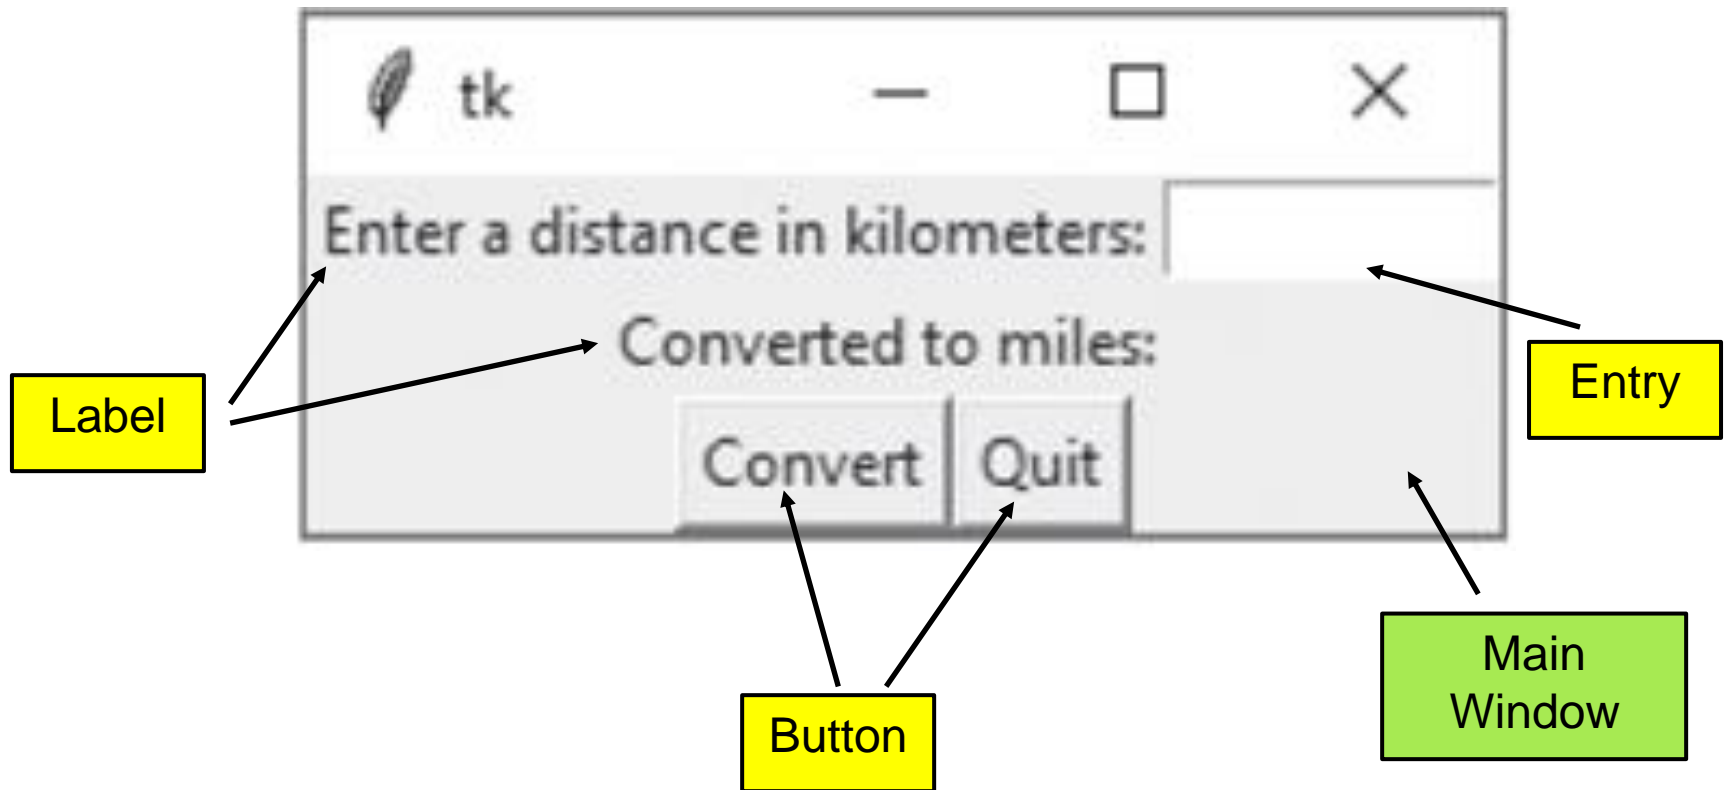 tk
Enter a distance in kilometers:
Converted to miles:
Convert Quit
Label
Entry
Button
Main
Window